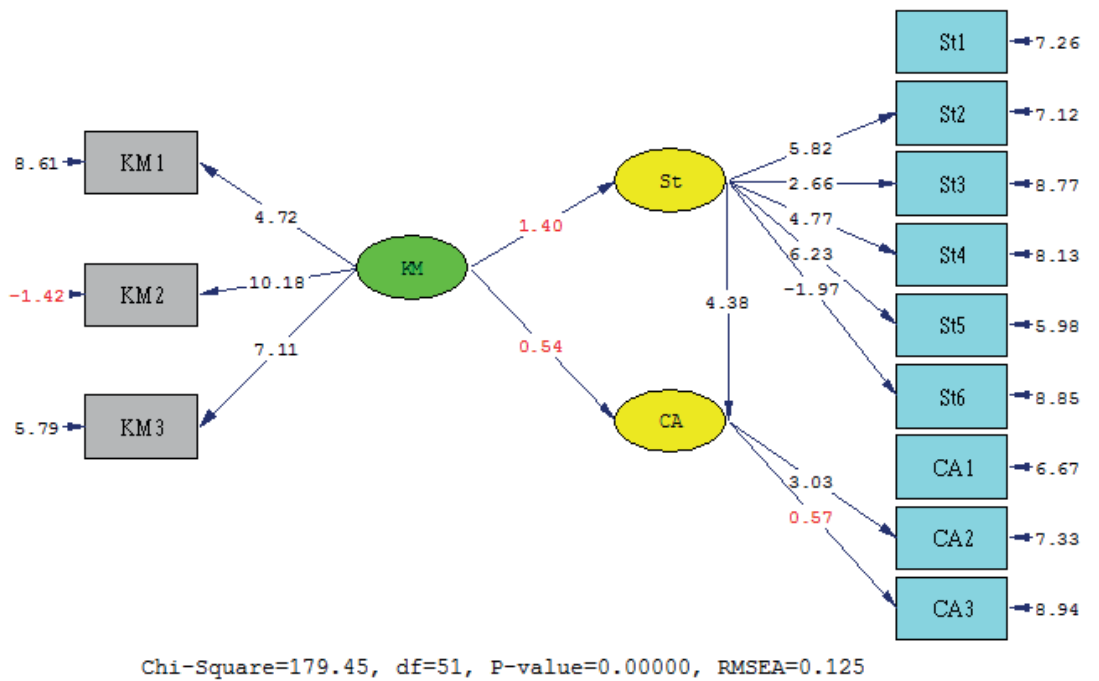 St1
7.26
St2
7.12
8.61
KM1
5.82
St
2.66
St3
8.77
4.72
1.40
4.77
KM
6.23
St4
8.13
-1.42
KM2
10.18
-1.97
4.38
St5
5.98
7.11
0.54
St6
8.85
5.79
KM3
CA
CA1
6.67
3.03
0.57
CA2
7.33
CA3
8.94
Chi-Square=179.45, df=51, P-value=0.00000, RMSEA=0.125